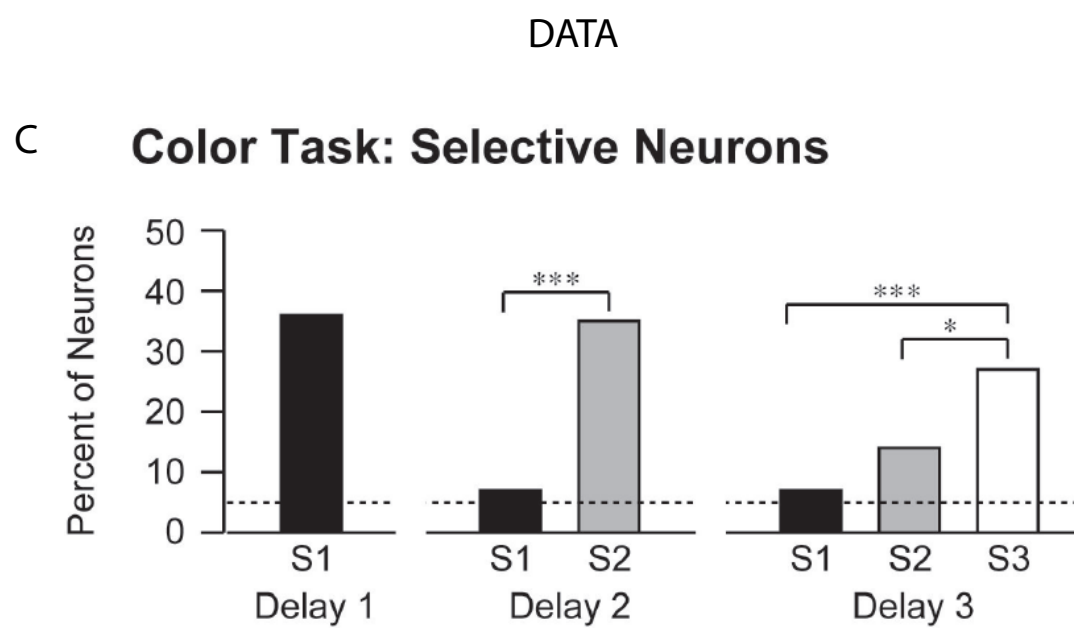 DATA
C
Color Task: Selective Neurons
Percent of Neurons
50
40
30
20
10
0
***
***
*
S1
S1 S2
S1 S2 S3
Delay 1
Delay 2
Delay 3